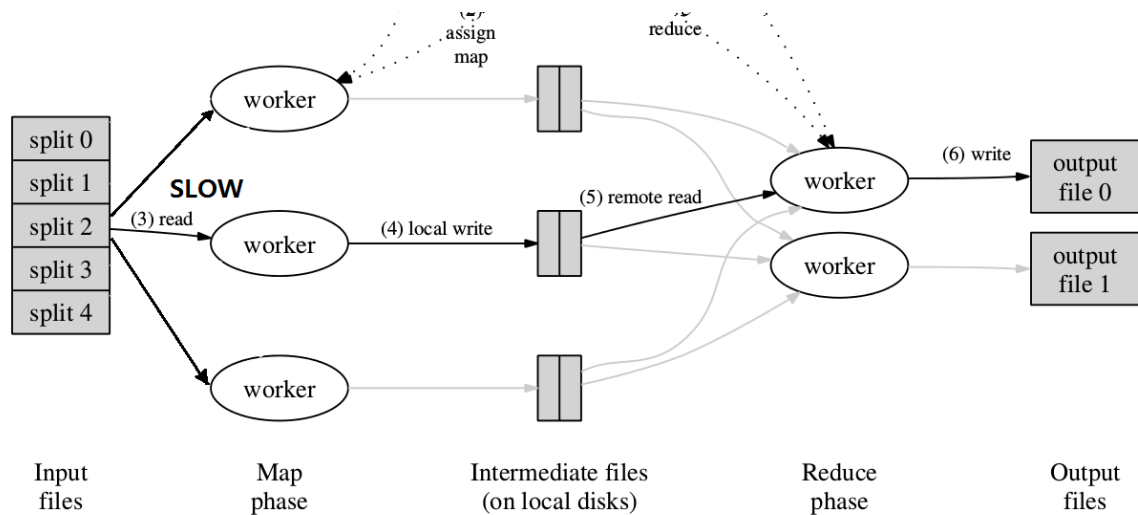 assign
map
reduce
worker
split 0
split 1
split 2
split 3
split 4
SLOW
(3) read
worker
(4) local write
(5) remote read
worker
(6) write
output
file 0
worker
output
file 1
worker
Input
files
Map
phase
Intermediate files
(on local disks)
Reduce
phase
Output
files